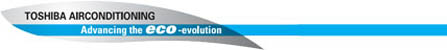 TOSHIBA AIRCONDITIONING
Advancing the eco-evolution